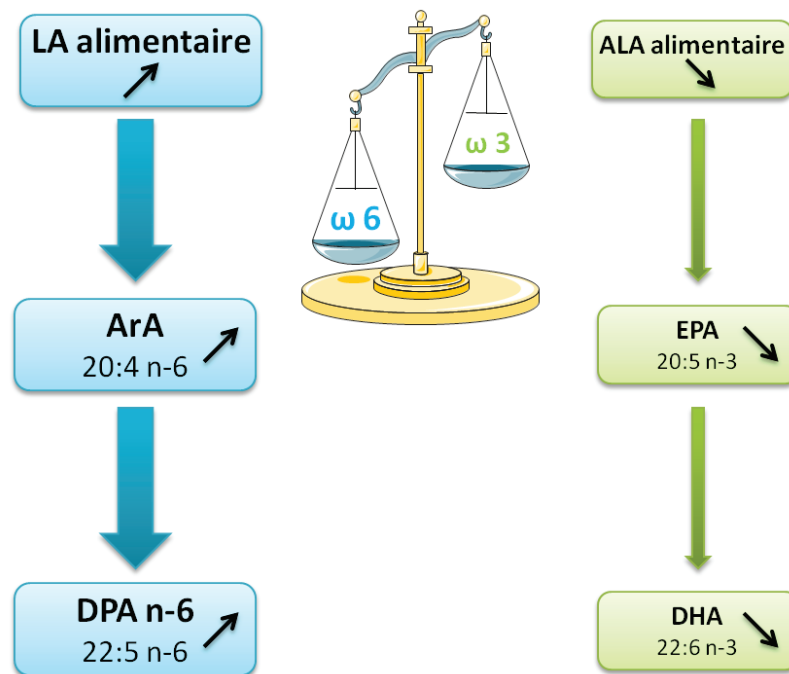 LA alimentaire
ALA alimentaire
ω 3
ω 6
ArA
20:4 n-6
EPA
20:5 n-3
DPA n-6
22:5 n-6
DHA
22:6 n-3